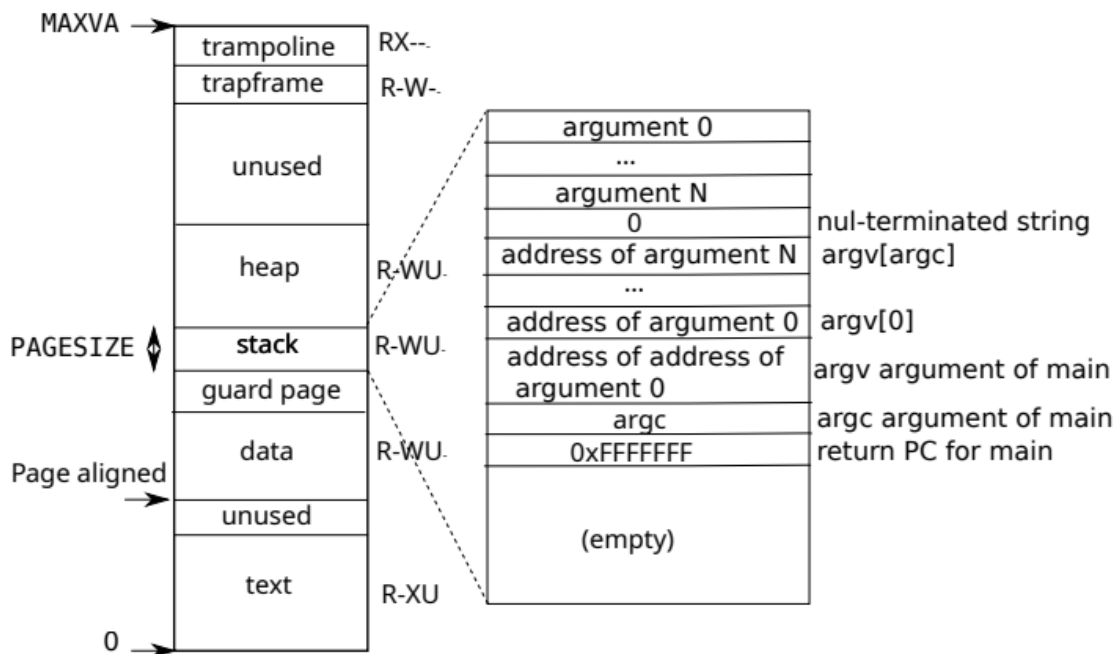 MAXVA
trampoline
RX--
trapframe
R-W-
unused
heap
R-WU
PAGESIZE
stack
R-WU
guard page
data
R-WU
Page aligned
unused
text
R-XU
0
argument 0
...
argument N
0
nul-terminated string
address of argument N
argv[argc]
...
address of argument 0
argv[0]
address of address of
argument 0
argv argument of main
argc
argc argument of main
0xFFFFFFF
return PC for main
(empty)